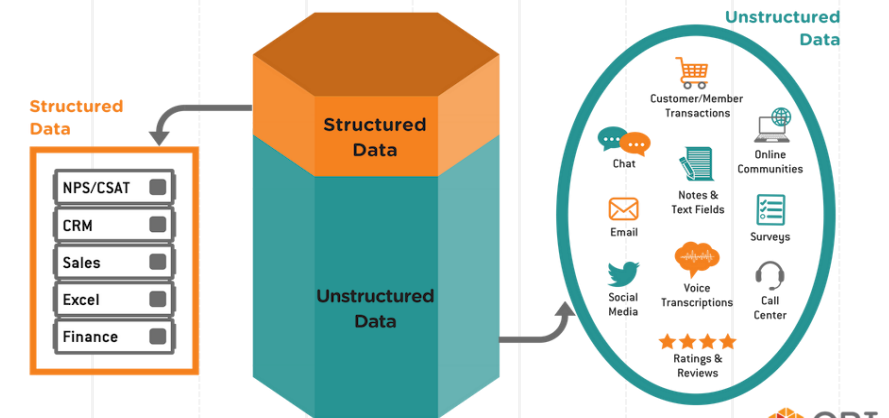 Structured
Data
NPS/CSAT
CRM
Sales
Excel
Finance
Structured
Data
Unstructured
Data
Unstructured
Data
Customer/Member
Transactions
Chat
Online
Communities
Notes &
Text Fields
Email
Surveys
Social
Media
Voice
Transcriptions
Call
Center
Ratings &
Reviews